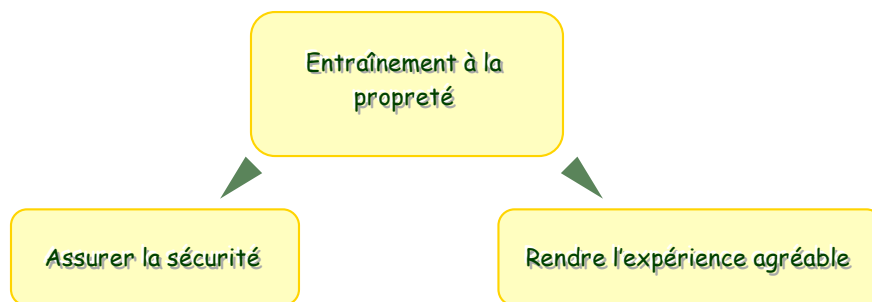 Entraînement à la
propreté
Assurer la sécurité
Rendre l'expérience agréable